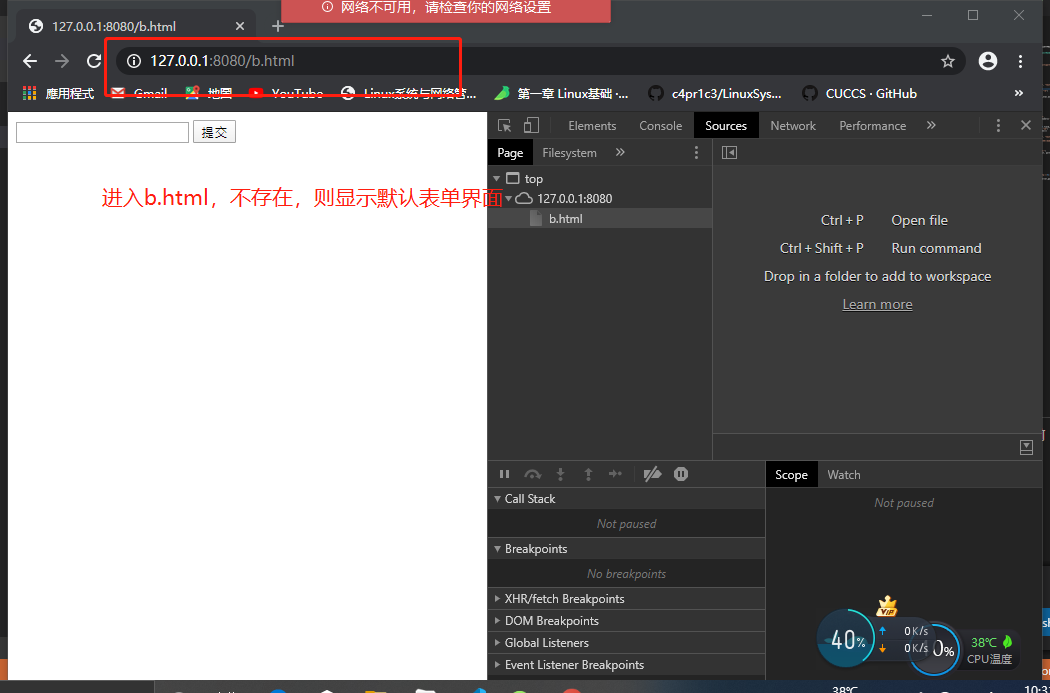 网络不可用，请检查你的网络设置
127.0.0.1:8080/b.html
127.0.0.1:8080/b.html
應用程式 Gmail 地圖 YouTube Linux系统与网络管... 第一章 Linux基础 ·... c4pr1c3/LinuxSys... CUCCS · GitHub »
提交
进入b.html，不存在，则显示默认表单界面
Elements Console Sources Network Performance »
Page Filesystem »
top
127.0.0.1:8080
b.html
Ctrl + P Open file
Ctrl + Shift + P Run command
Drop in a folder to add to workspace
Learn more
Scope Watch
Call Stack
Not paused
Not paused
Breakpoints
No breakpoints
XHR/fetch Breakpoints
DOM Breakpoints
Global Listeners
Event Listener Breakpoints
VIP
40%
0K/s
0K/s
0%
38℃
CPU温度
38℃